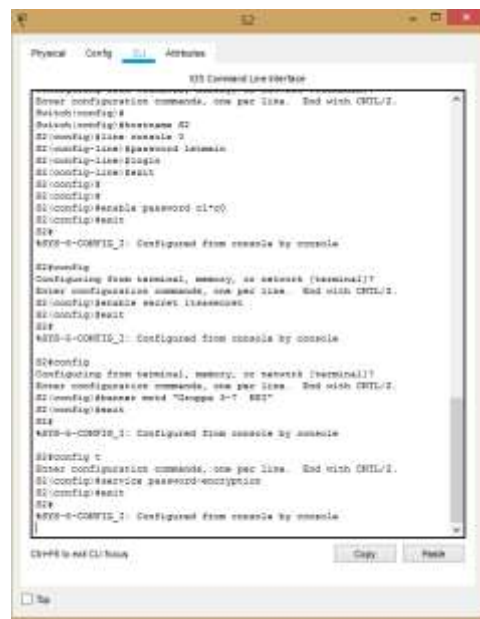 S2
Physical Config CLI Attributes
IOS Command Line Interface
Enter configuration commands, one per line. End with CNTL/Z.
Switch(config)#
Switch(config)#hostname S2
S2(config)#line console 0
S2(config-line)#password letmein
S2(config-line)#login
S2(config-line)#exit
S2(config)#
S2(config)#
S2(config)#enable password c1$c0
S2(config)#exit
S2#
%SYS-5-CONFIG_I: Configured from console by console
S2#config
Configuring from terminal, memory, or network [terminal]?
Enter configuration commands, one per line. End with CNTL/Z.
S2(config)#enable secret itsasecret
S2(config)#exit
S2#
%SYS-5-CONFIG_I: Configured from console by console
S2#config
Configuring from terminal, memory, or network [terminal]?
Enter configuration commands, one per line. End with CNTL/Z.
S2(config)#banner motd
S2(config)#exit
S2#
%SYS-5-CONFIG_I: Configured from console by console
S2#config t
Enter configuration commands, one per line. End with CNTL/Z.
S2(config)#service password-encryption
S2(config)#exit
S2#
%SYS-5-CONFIG_I: Configured from console by console
Ctrl+F6 to exit CLI focus
Copy Paste
Top